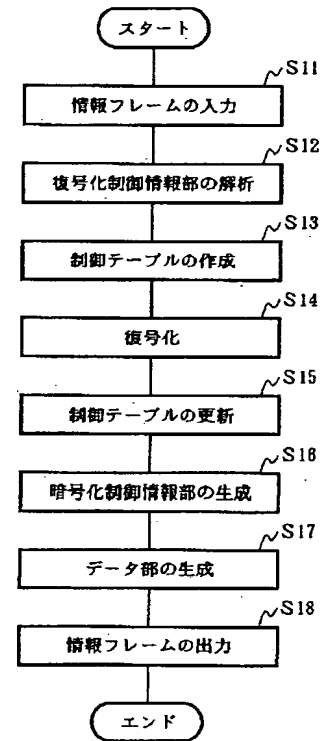 スタート
S11
情報フレームの入力
S12
復号化制御情報部の解析
S13
制御テーブルの作成
S14
復号化
S15
制御テーブルの更新
S16
暗号化制御情報部の生成
S17
データ部の生成
S18
情報フレームの出力
エンド